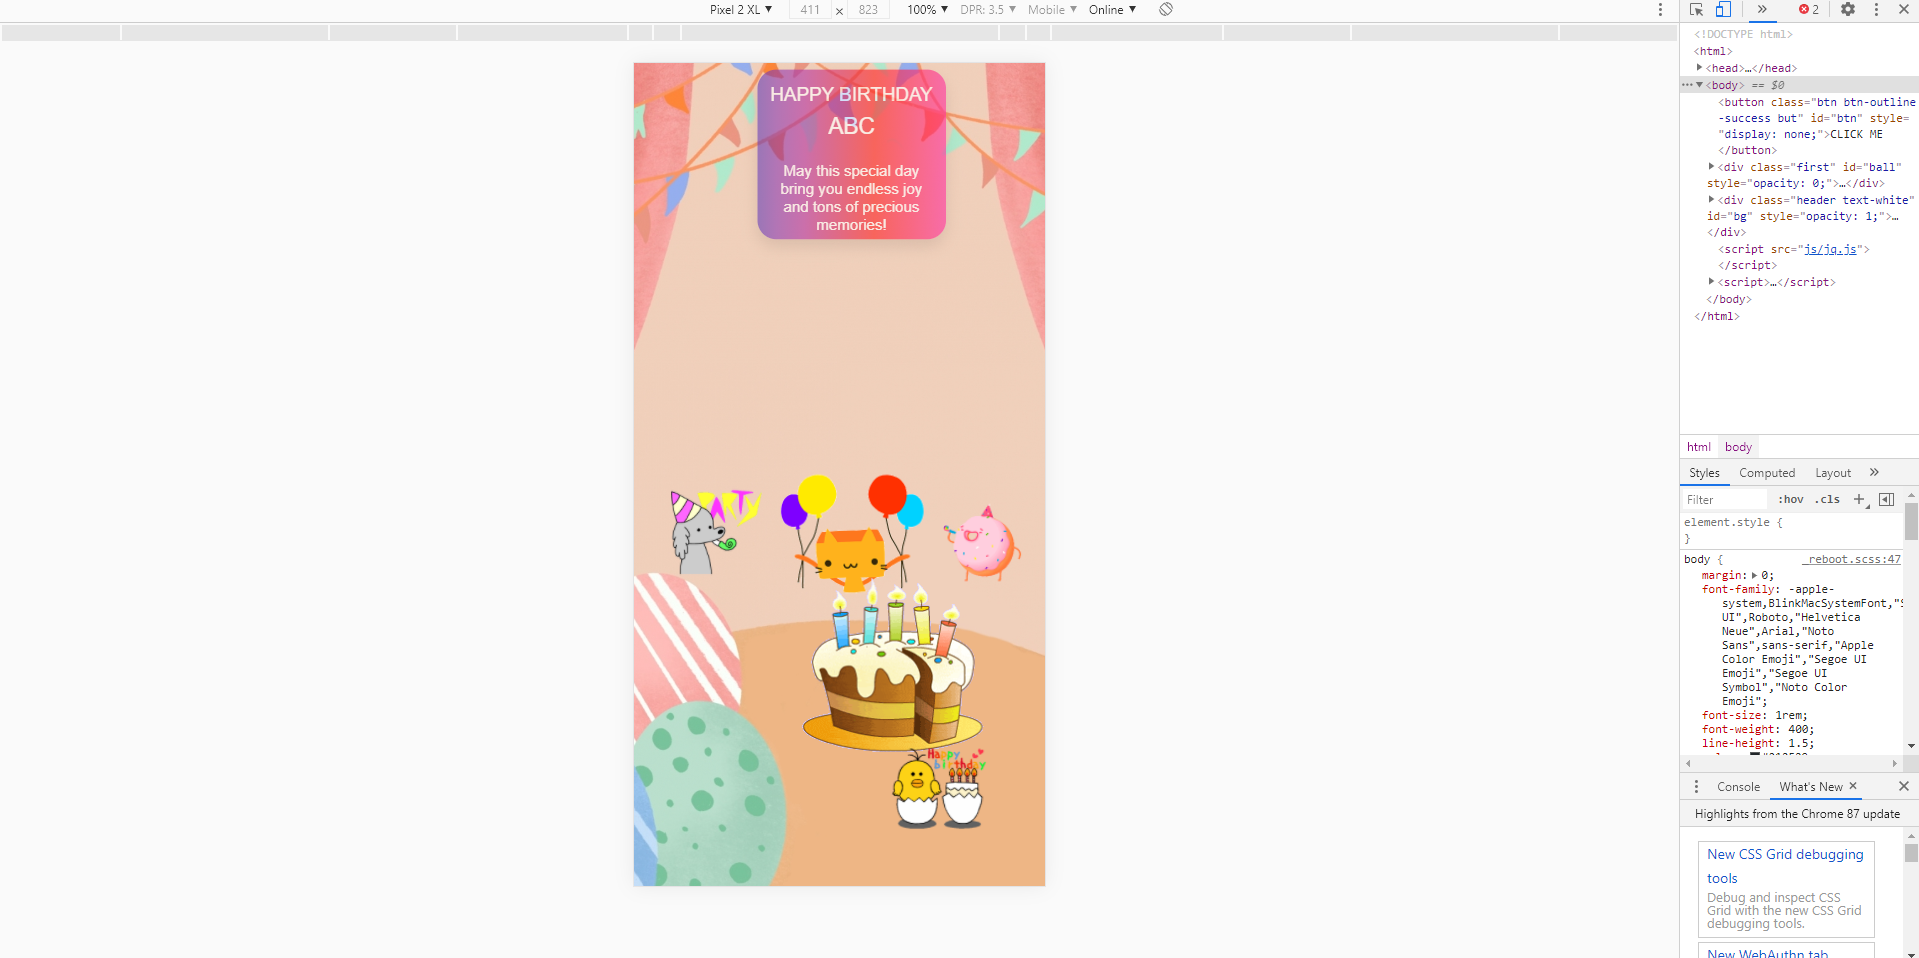 Pixel 2 XL ▼ 411 × 823 100% ▼ DPR: 3.5 ▼ Mobile ▼ Online ▼
2
HAPPY BIRTHDAY
ABC
May this special day
bring you endless joy
and tons of precious
memories!
PARTY
Happy
birthday
<!DOCTYPE html>
<html>
<head>…</head>
<body> == $0
<button class="btn btn-outline
-success but" id="btn" style=
"display: none;">CLICK ME
</button>
<div class="first" id="ball"
style="opacity: 0;">…</div>
<div class="header text-white"
id="bg" style="opacity: 1;">…
</div>
<script src="js/jq.js">
</script>
<script>…</script>
</body>
</html>
html body
Styles Computed Layout
Filter :hov .cls
element.style {
}
body { _reboot.scss:47
margin: 0;
font-family: -apple-
system,BlinkMacSystemFont,"S
UI",Roboto,"Helvetica
Neue",Arial,"Noto
Sans",sans-serif,"Apple
Color Emoji","Segoe UI
Emoji","Segoe UI
Symbol","Noto Color
Emoji";
font-size: 1rem;
font-weight: 400;
line-height: 1.5;
Console What's New
Highlights from the Chrome 87 update
New CSS Grid debugging
tools
Debug and inspect CSS
Grid with the new CSS Grid
debugging tools.
New WebAuthn tab